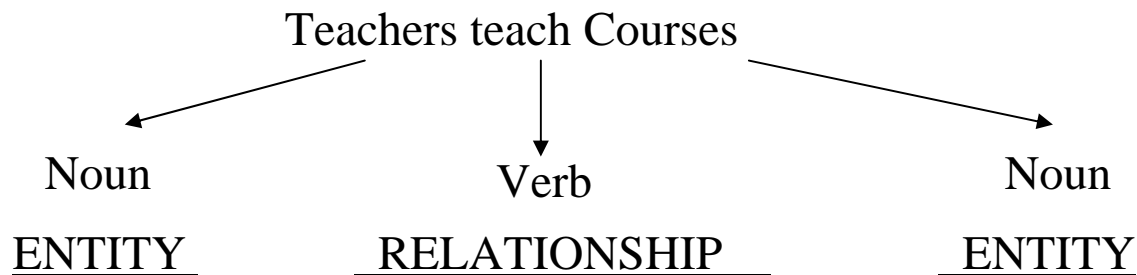 Teachers teach Courses
Noun Verb Noun
ENTITY RELATIONSHIP ENTITY